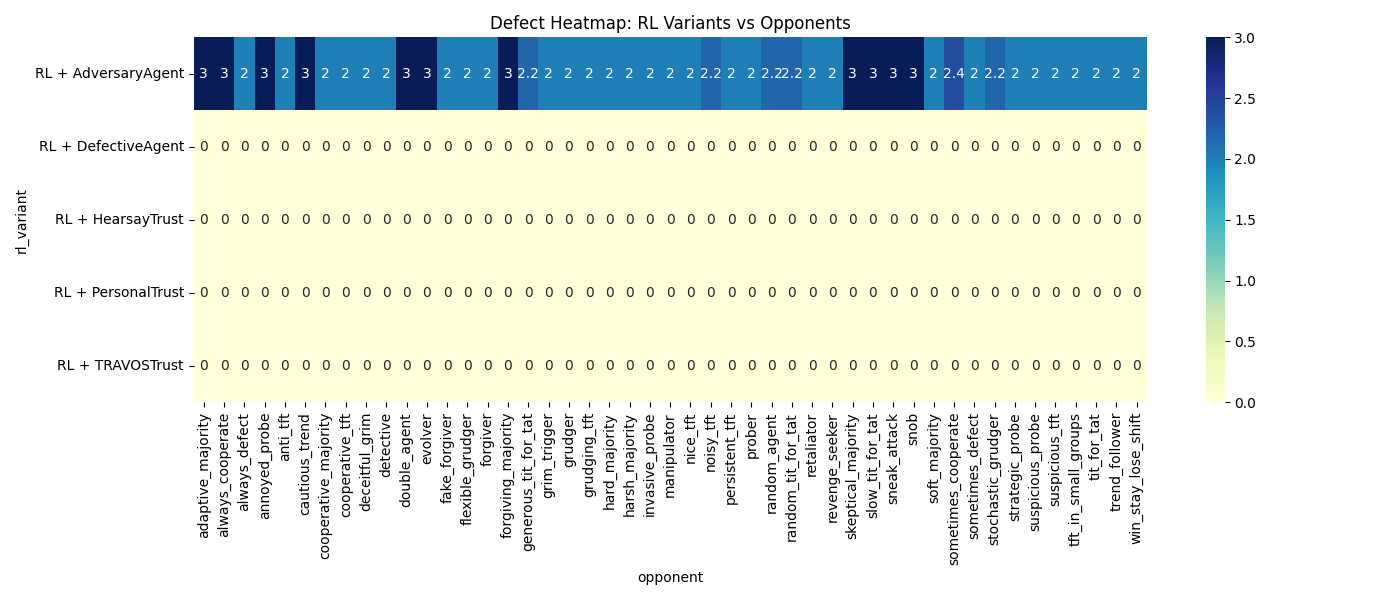 Defect Heatmap: RL Variants vs Opponents
RL + AdversaryAgent 3 3 2 3 2 3 2 2 2 2 3 3 2 2 2 3 2.2 2 2 2 2 2 2 2 2 2.2 2 2 2.2 2.2 2 2 3 3 3 3 2 2.4 2 2.2 2 2 2 2 2 2 2
RL + DefectiveAgent 0 0 0 0 0 0 0 0 0 0 0 0 0 0 0 0 0 0 0 0 0 0 0 0 0 0 0 0 0 0 0 0 0 0 0 0 0 0 0 0 0 0 0 0 0 0 0
RL + HearsayTrust 0 0 0 0 0 0 0 0 0 0 0 0 0 0 0 0 0 0 0 0 0 0 0 0 0 0 0 0 0 0 0 0 0 0 0 0 0 0 0 0 0 0 0 0 0 0 0
RL + PersonalTrust 0 0 0 0 0 0 0 0 0 0 0 0 0 0 0 0 0 0 0 0 0 0 0 0 0 0 0 0 0 0 0 0 0 0 0 0 0 0 0 0 0 0 0 0 0 0 0
RL + TRAVOSTrust 0 0 0 0 0 0 0 0 0 0 0 0 0 0 0 0 0 0 0 0 0 0 0 0 0 0 0 0 0 0 0 0 0 0 0 0 0 0 0 0 0 0 0 0 0 0 0
rl_variant
adaptive_majority
always_cooperate
always_defect
annoyed_probe
anti_tft
cautious_trend
cooperative_majority
cooperative_tft
deceitful_grim
detective
double_agent
evolver
fake_forgiver
flexible_grudger
forgiver
forgiving_majority
generous_tit_for_tat
grim_trigger
grudger
grudging_tft
hard_majority
harsh_majority
invasive_probe
manipulator
nice_tft
noisy_tft
persistent_tft
prober
random_agent
random_tit_for_tat
retaliator
revenge_seeker
skeptical_majority
slow_tit_for_tat
sneak_attack
snob
soft_majority
sometimes_cooperate
sometimes_defect
stochastic_grudger
strategic_probe
suspicious_probe
suspicious_tft
tft_in_small_groups
tit_for_tat
trend_follower
win_stay_lose_shift
opponent
3.0
2.5
2.0
1.5
1.0
0.5
0.0